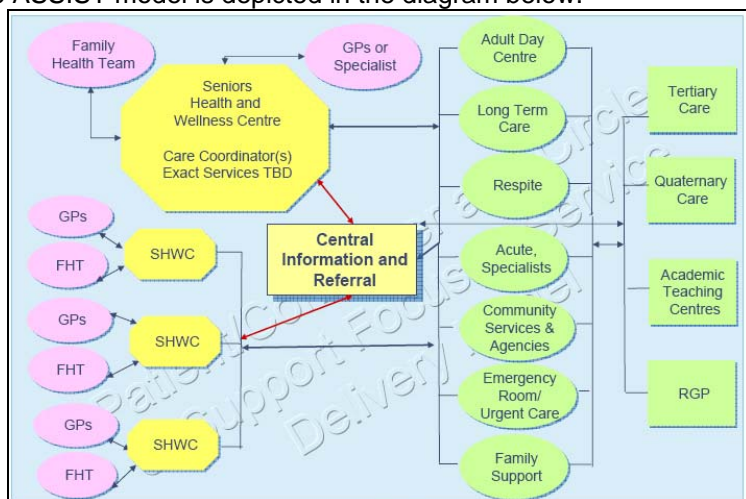 ASSIST model is depicted in the diagram below:
Family
Health Team
GPs or
Specialist
Seniors
Health and
Wellness Centre
Care Coordinator(s)
Exact Services TBD
GPs
FHT
SHWC
GPs
FHT
SHWC
GPs
FHT
SHWC
Central
Information and
Referral
Adult Day
Centre
Long Term
Care
Respite
Acute,
Specialists
Community
Services &
Agencies
Emergency
Room/
Urgent Care
Family
Support
Tertiary
Care
Quaternary
Care
Academic
Teaching
Centres
RGP
Circle
Support
Delivery